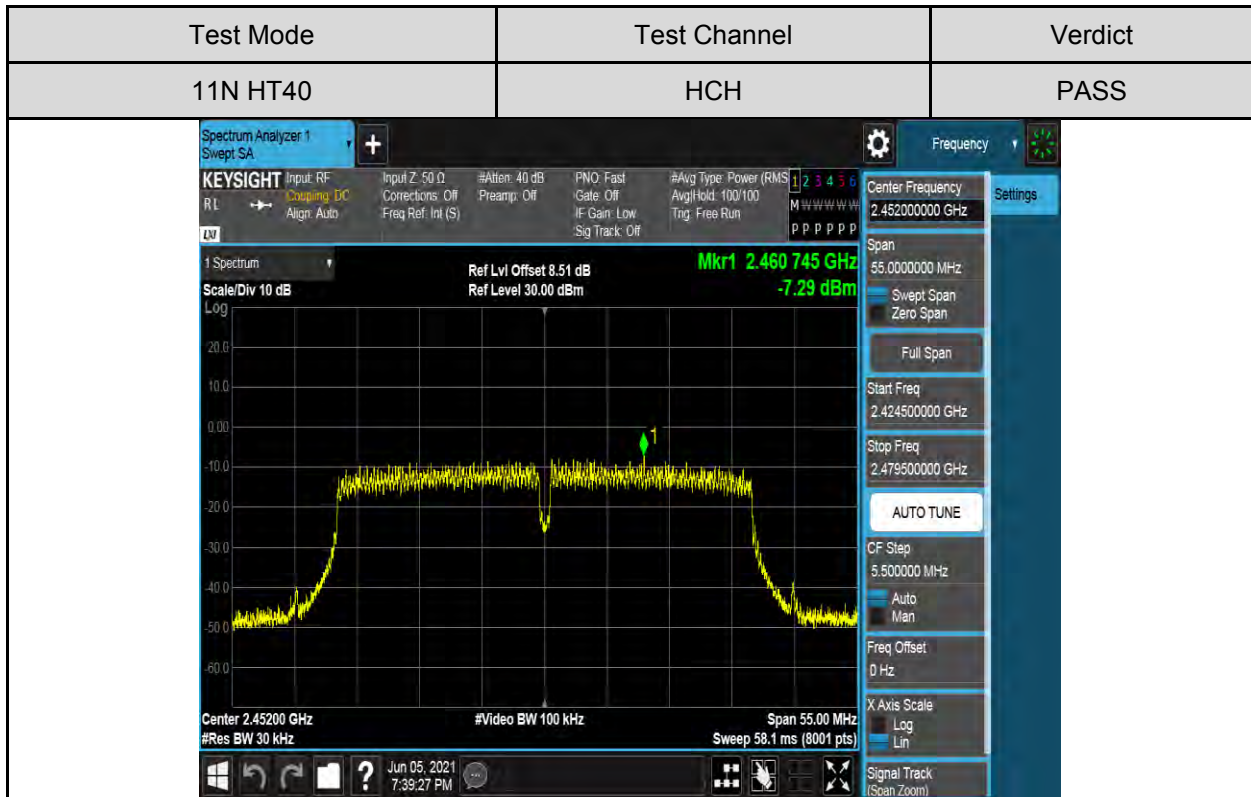 Test Mode Test Channel Verdict
11N HT40 HCH PASS
Spectrum Analyzer 1
Swept SA
+
Frequency
Settings
KEYSIGHT
RL
LXI
Input: RF
Coupling: DC
Align: Auto
Input Z: 50 Ω
Corrections: Off
Freq Ref: Int (S)
#Atten: 40 dB
Preamp: Off
PNO: Fast
Gate: Off
IF Gain: Low
Sig Track: Off
#Avg Type: Power (RMS
Avg|Hold: 100/100
Trig: Free Run
1 2 3 4 5 6
M W W W W W
P P P P P P
1 Spectrum
Scale/Div 10 dB
Ref Lvl Offset 8.51 dB
Ref Level 30.00 dBm
Mkr1 2.460 745 GHz
-7.29 dBm
Log
20.0
10.0
0.00
-10.0
-20.0
-30.0
-40.0
-50.0
-60.0
1
Center 2.45200 GHz
#Res BW 30 kHz
#Video BW 100 kHz
Span 55.00 MHz
Sweep 58.1 ms (8001 pts)
Center Frequency
2.452000000 GHz
Span
55.0000000 MHz
Swept Span
Zero Span
Full Span
Start Freq
2.424500000 GHz
Stop Freq
2.479500000 GHz
AUTO TUNE
CF Step
5.500000 MHz
Auto
Man
Freq Offset
0 Hz
X Axis Scale
Log
Lin
Signal Track
(Span Zoom)
?
Jun 05, 2021
7:39:27 PM